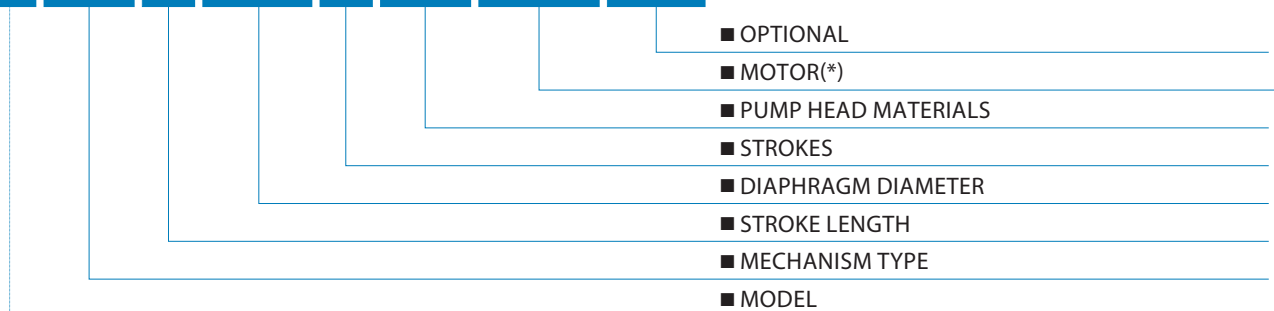 ■ OPTIONAL
■ MOTOR(*)
■ PUMP HEAD MATERIALS
■ STROKES
■ DIAPHRAGM DIAMETER
■ STROKE LENGTH
■ MECHANISM TYPE
■ MODEL